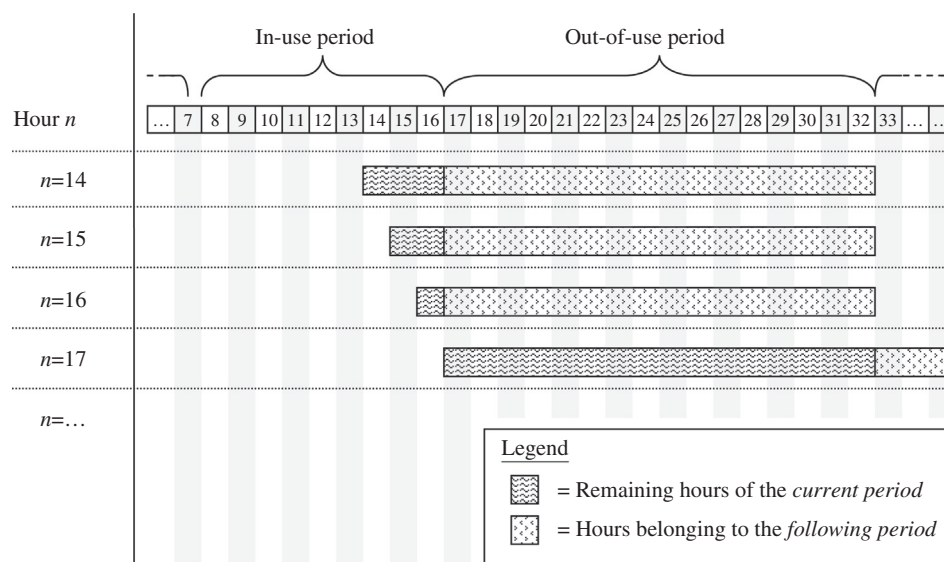 In-use period
Out-of-use period
Hour n
… 7 8 9 10 11 12 13 14 15 16 17 18 19 20 21 22 23 24 25 26 27 28 29 30 31 32 33 … …
n=14
n=15
n=16
n=17
n=…
Legend
= Remaining hours of the current period
= Hours belonging to the following period